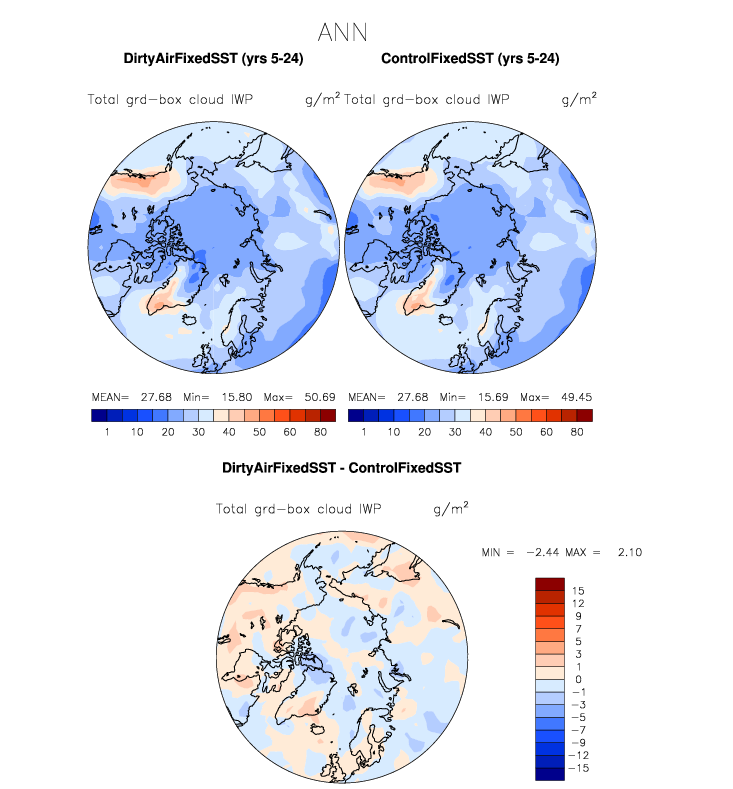 ANN
DirtyAirFixedSST (yrs 5-24) ControlFixedSST (yrs 5-24)
Total grd-box cloud IWP g/m² Total grd-box cloud IWP g/m²
MEAN= 27.68 Min= 15.80 Max= 50.69 MEAN= 27.68 Min= 15.69 Max= 49.45
1 10 20 30 40 50 60 80 1 10 20 30 40 50 60 80
DirtyAirFixedSST - ControlFixedSST
Total grd-box cloud IWP g/m²
MIN = -2.44 MAX = 2.10
15
12
9
7
5
3
1
0
-1
-3
-5
-7
-9
-12
-15